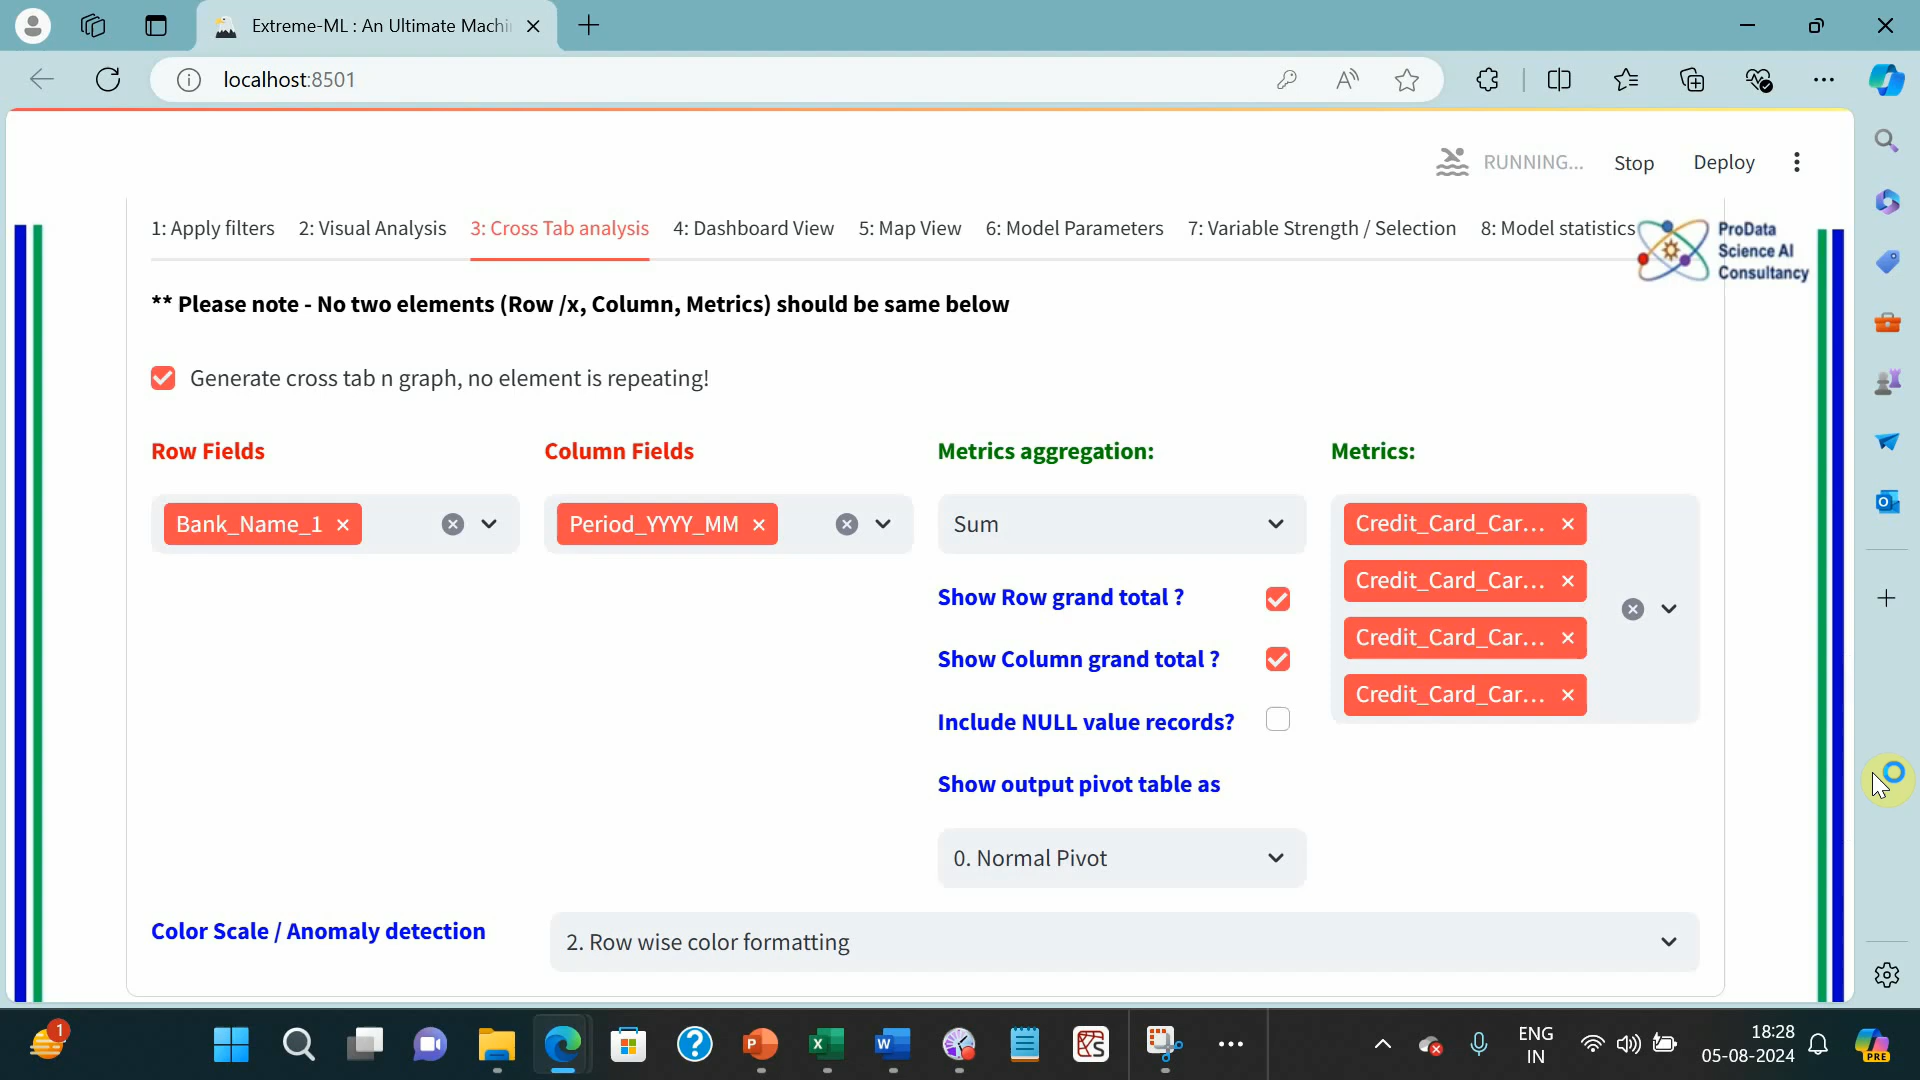 Extreme-ML : An Ultimate Machi
localhost:8501
RUNNING... Stop Deploy
1: Apply filters 2: Visual Analysis 3: Cross Tab analysis 4: Dashboard View 5: Map View 6: Model Parameters 7: Variable Strength / Selection 8: Model statistics
ProData
Science AI
Consultancy
** Please note - No two elements (Row /x, Column, Metrics) should be same below
Generate cross tab n graph, no element is repeating!
Row Fields Column Fields Metrics aggregation: Metrics:
Bank_Name_1 Period_YYYY_MM Sum Credit_Card_Car...
Credit_Card_Car...
Show Row grand total ?
Credit_Card_Car...
Show Column grand total ?
Credit_Card_Car...
Include NULL value records?
Show output pivot table as
0. Normal Pivot
Color Scale / Anomaly detection 2. Row wise color formatting
1
ENG
IN
18:28
05-08-2024
PRE